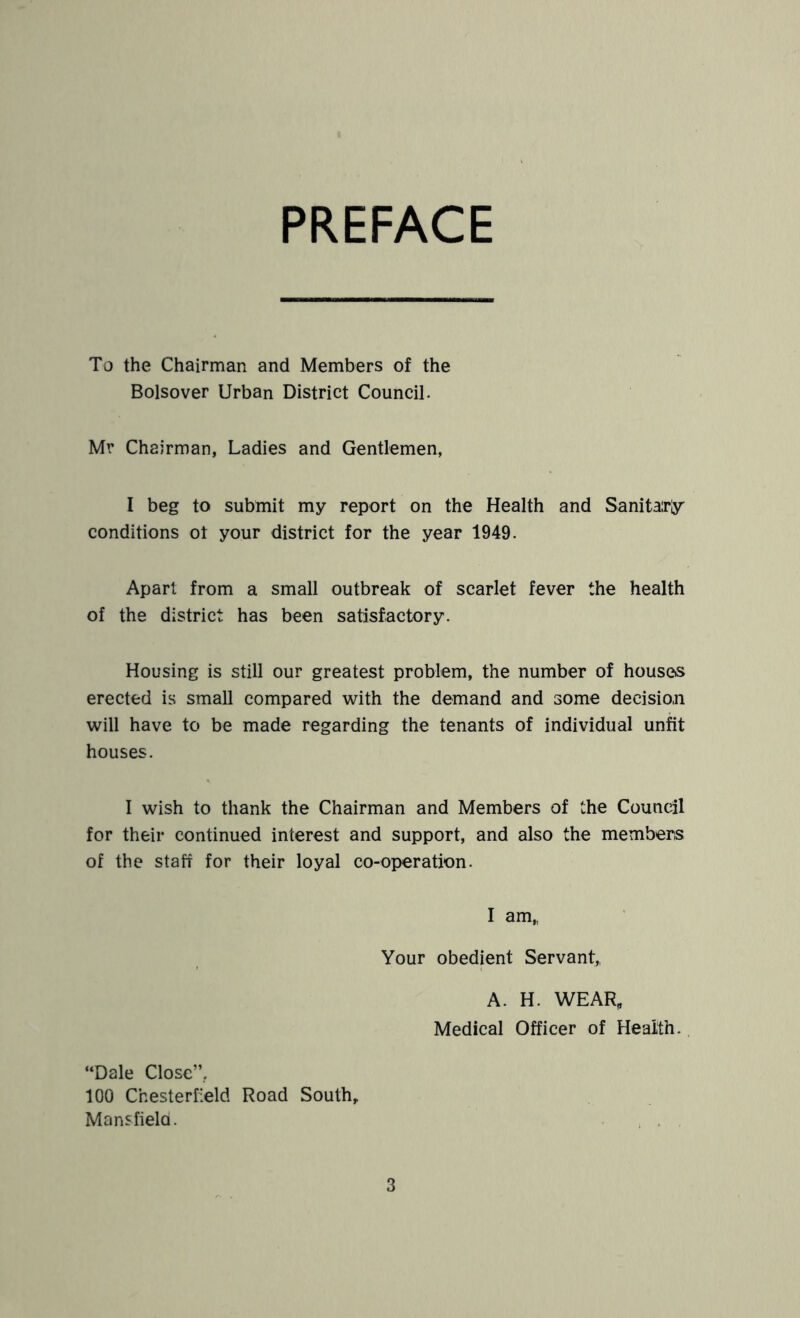 PREFACE
To the Chairman and Members of the
Bolsover Urban District Council.
Mr Chairman, Ladies and Gentlemen,
I beg to submit my report on the Health and Sanitary
conditions ot your district for the year 1949.
Apart from a small outbreak of scarlet fever the health
of the district has been satisfactory.
Housing is still our greatest problem, the number of houses
erected is small compared with the demand and some decision
will have to be made regarding the tenants of individual unfit
houses.
I wish to thank the Chairman and Members of the Council
for their continued interest and support, and also the members
of the staff for their loyal co-operation.
I am,
Your obedient Servant,
A. H. WEAR,
Medical Officer of Health.
“Dale Close”,
100 Chesterfield Road South,
Mansfield.
3